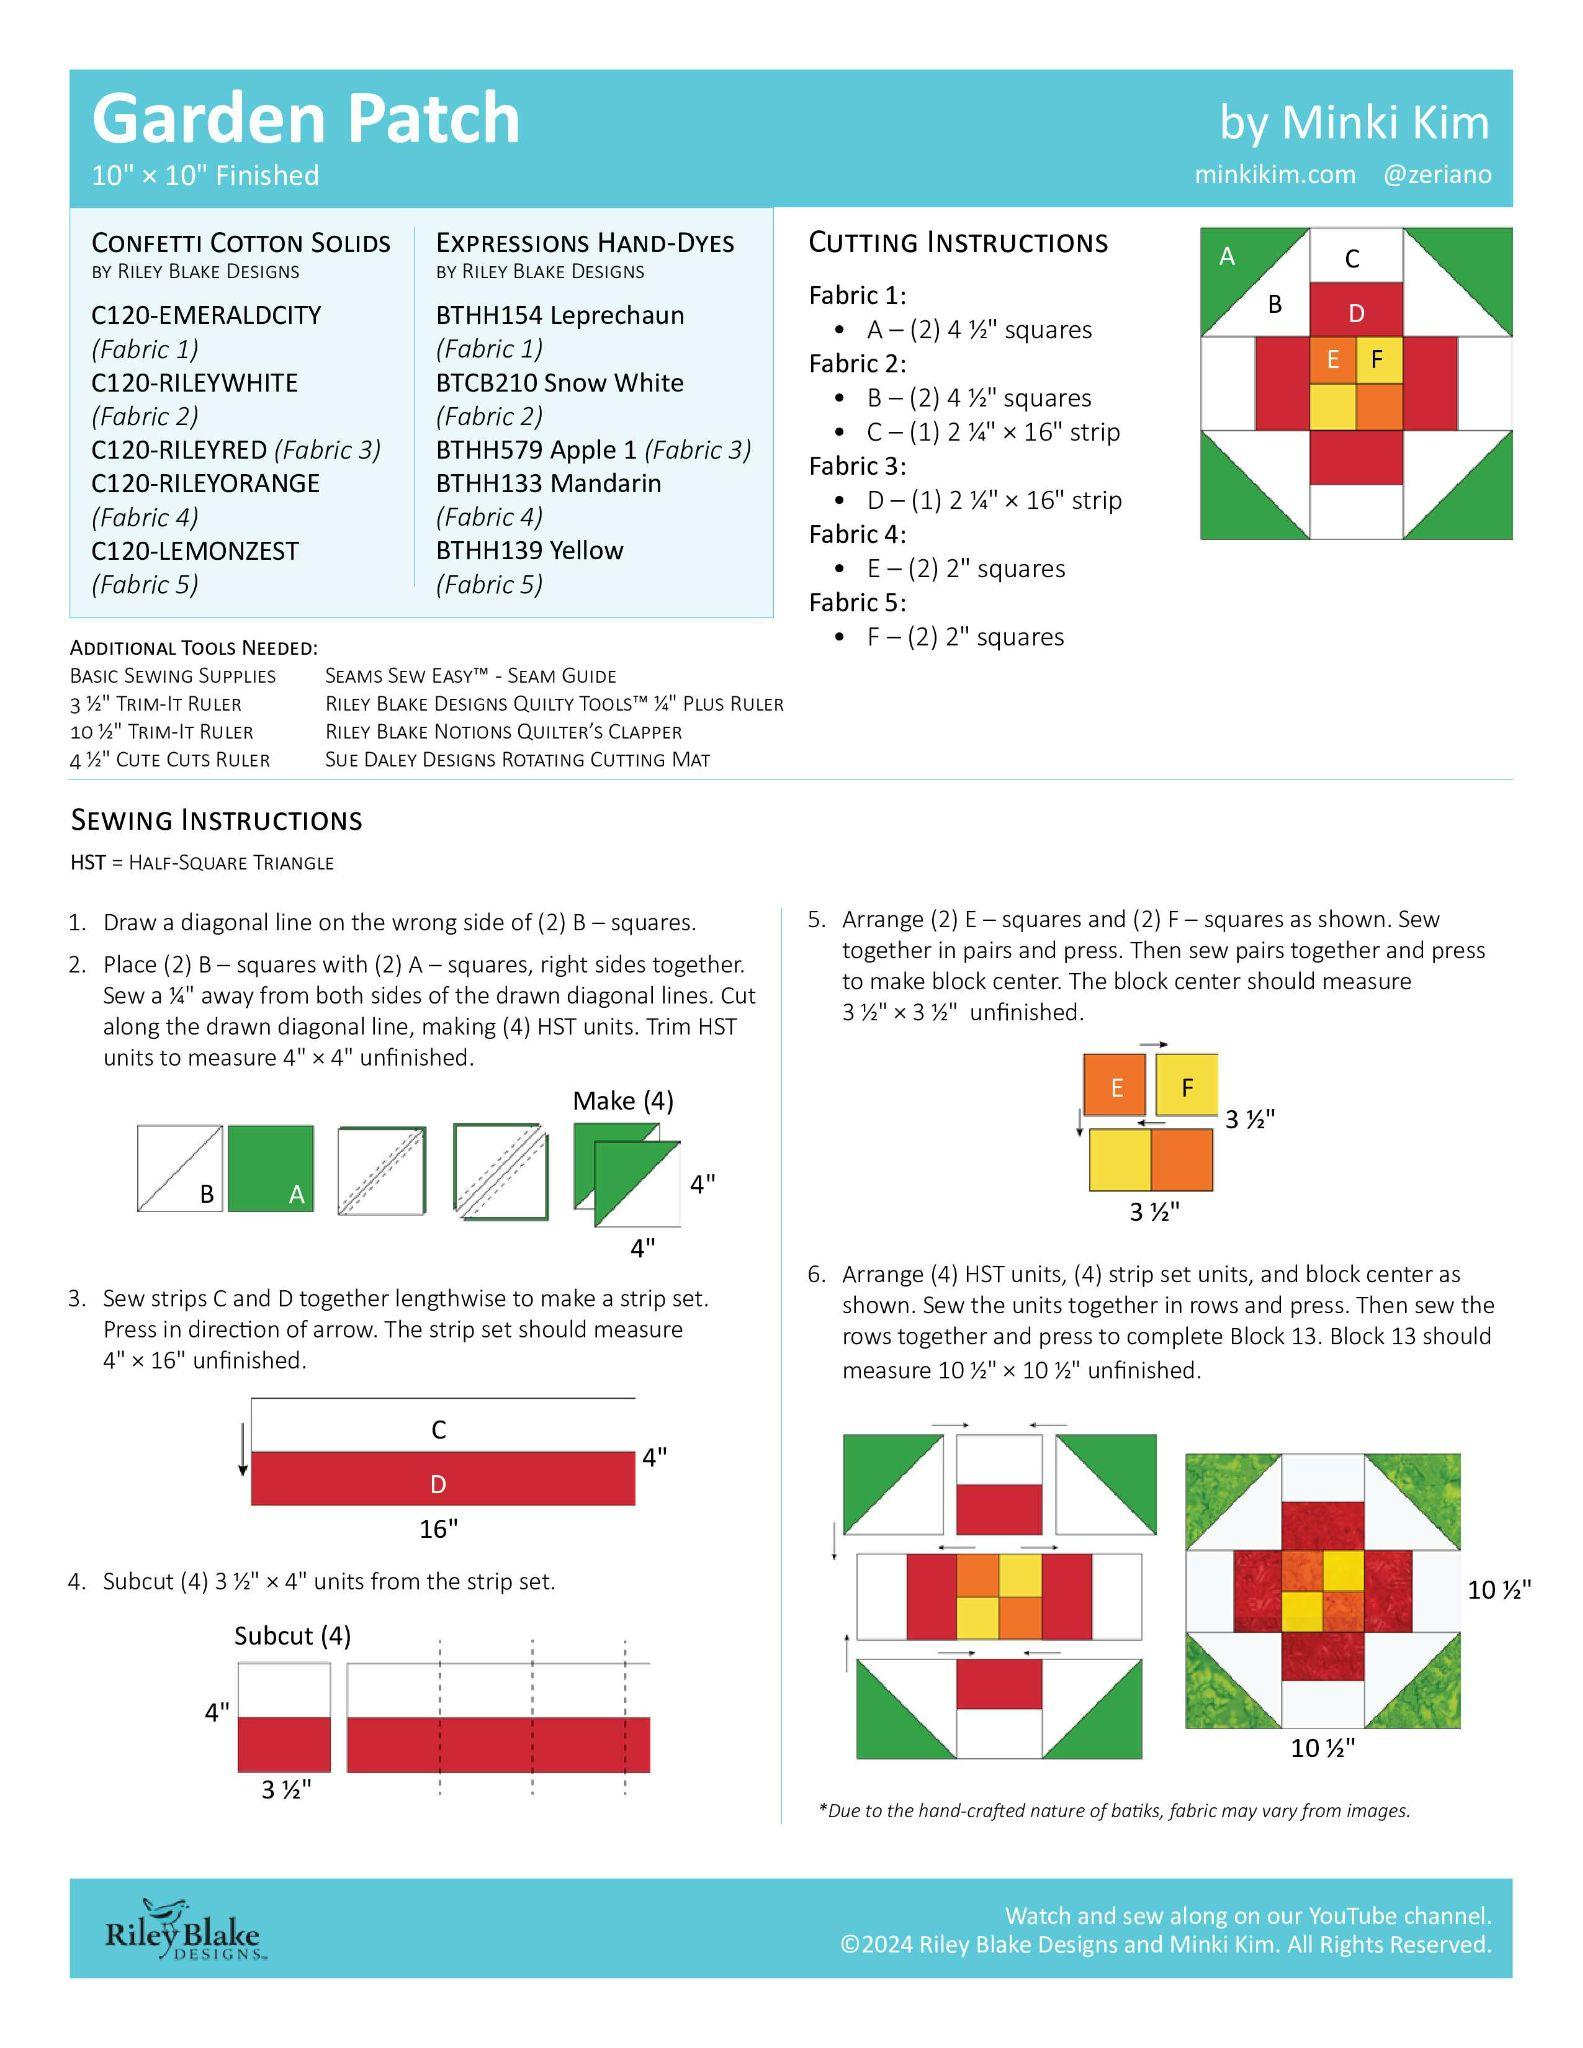 Garden Patch
10" × 10" Finished
by Minki Kim
minkikim.com @zeriano
Confetti Cotton Solids
by Riley Blake Designs
C120-EMERALDCITY
(Fabric 1)
C120-RILEYWHITE
(Fabric 2)
C120-RILEYRED (Fabric 3)
C120-RILEYORANGE
(Fabric 4)
C120-LEMONZEST
(Fabric 5)
Expressions Hand-Dyes
by Riley Blake Designs
BTHH154 Leprechaun
(Fabric 1)
BTCB210 Snow White
(Fabric 2)
BTHH579 Apple 1 (Fabric 3)
BTHH133 Mandarin
(Fabric 4)
BTHH139 Yellow
(Fabric 5)
Cutting Instructions
Fabric 1:
• A – (2) 4 ½" squares
Fabric 2:
• B – (2) 4 ½" squares
• C – (1) 2 ¼" × 16" strip
Fabric 3:
• D – (1) 2 ¼" × 16" strip
Fabric 4:
• E – (2) 2" squares
Fabric 5:
• F – (2) 2" squares
A
C
B
D
E F
Additional Tools Needed:
Basic Sewing Supplies
3 ½" Trim-It Ruler
10 ½" Trim-It Ruler
4 ½" Cute Cuts Ruler
Seams Sew Easy™ - Seam Guide
Riley Blake Designs Quilty Tools™ ¼" Plus Ruler
Riley Blake Notions Quilter's Clapper
Sue Daley Designs Rotating Cutting Mat
Sewing Instructions
HST = Half-Square Triangle
1. Draw a diagonal line on the wrong side of (2) B – squares.
2. Place (2) B – squares with (2) A – squares, right sides together.
Sew a ¼" away from both sides of the drawn diagonal lines. Cut
along the drawn diagonal line, making (4) HST units. Trim HST
units to measure 4" × 4" unfinished.
Make (4)
B A
4"
4"
3. Sew strips C and D together lengthwise to make a strip set.
Press in direction of arrow. The strip set should measure
4" × 16" unfinished.
C
4"
D
16"
4. Subcut (4) 3 ½" × 4" units from the strip set.
Subcut (4)
4"
3 ½"
5. Arrange (2) E – squares and (2) F – squares as shown. Sew
together in pairs and press. Then sew pairs together and press
to make block center. The block center should measure
3 ½" × 3 ½" unfinished.
E F
3 ½"
3 ½"
6. Arrange (4) HST units, (4) strip set units, and block center as
shown. Sew the units together in rows and press. Then sew the
rows together and press to complete Block 13. Block 13 should
measure 10 ½" × 10 ½" unfinished.
10 ½"
10 ½"
*Due to the hand-crafted nature of batiks, fabric may vary from images.
Riley Blake
DESIGNS™
Watch and sew along on our YouTube channel.
©2024 Riley Blake Designs and Minki Kim. All Rights Reserved.